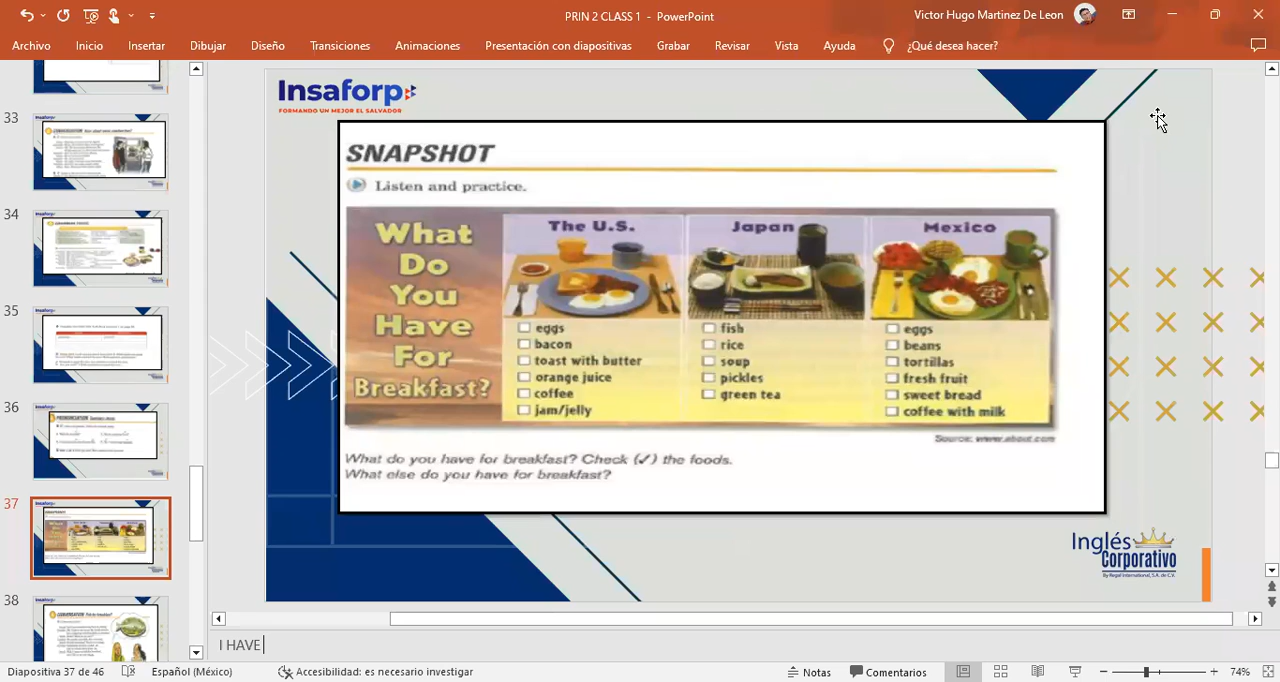 PRIN 2 CLASS 1 - PowerPoint
Victor Hugo Martinez De Leon
Archivo Inicio Insertar Dibujar Diseño Transiciones Animaciones Presentación con diapositivas Grabar Revisar Vista Ayuda ¿Qué desea hacer?
33
34
35
36
37
38
Insaforp
FORMANDO UN MEJOR EL SALVADOR
SNAPSHOT
Listen and practice.
What
Do
You
Have
For
Breakfast?
The U.S.
eggs
bacon
toast with butter
orange juice
coffee
jam/jelly
Japan
fish
rice
soup
pickles
green tea
Mexico
eggs
beans
tortillas
fresh fruit
sweet bread
coffee with milk
Source: www.about.com
What do you have for breakfast? Check (✓) the foods.
What else do you have for breakfast?
Inglés
Corporativo
By Regal International, S.A. de C.V.
I HAVE
Diapositiva 37 de 46 Español (México) Accesibilidad: es necesario investigar Notas Comentarios 74%